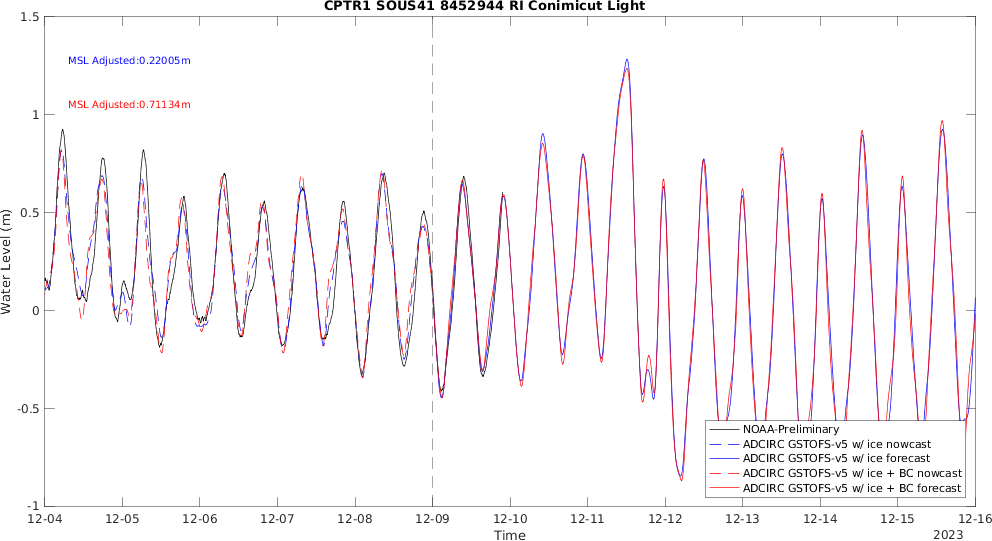 CPTR1 SOUS41 8452944 RI Conimicut Light
1.5
MSL Adjusted:0.22005m
MSL Adjusted:0.71134m
1
0.5
0
-0.5
-1
Water Level (m)
NOAA-Preliminary
ADCIRC GSTOFS-v5 w/ ice nowcast
ADCIRC GSTOFS-v5 w/ ice forecast
ADCIRC GSTOFS-v5 w/ ice + BC nowcast
ADCIRC GSTOFS-v5 w/ ice + BC forecast
12-04 12-05 12-06 12-07 12-08 12-09 12-10 12-11 12-12 12-13 12-14 12-15 12-16
Time
2023